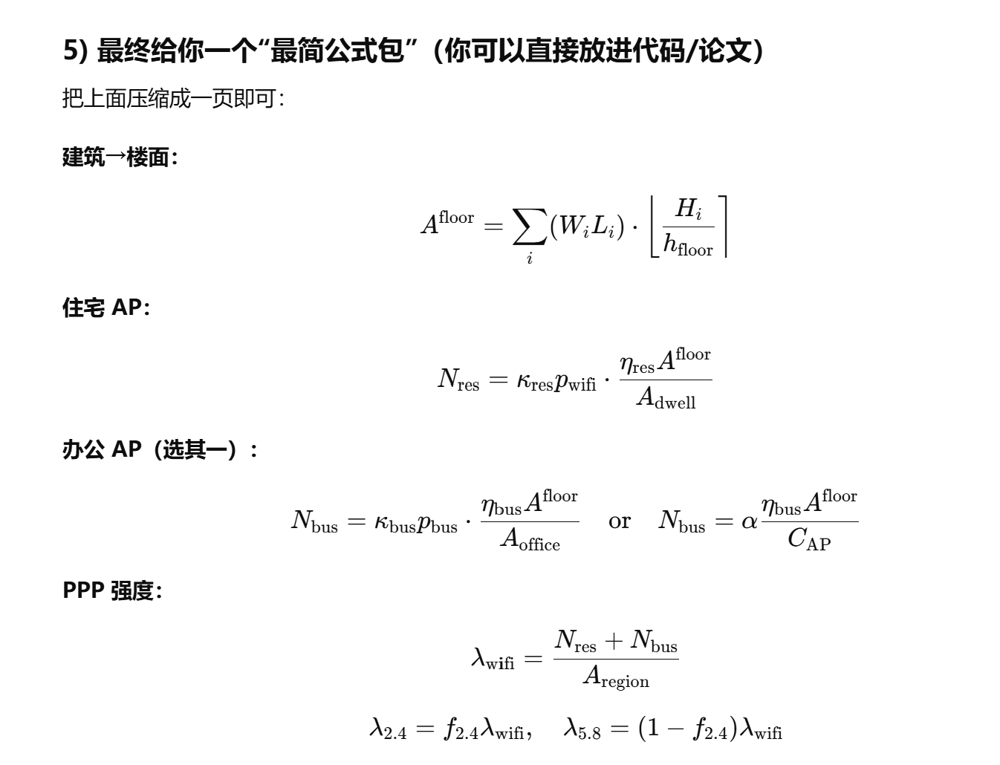 5) 最终给你一个“最简公式包”（你可以直接放进代码/论文）
把上面压缩成一页即可：
建筑→楼面：
$A^{\text{floor}} = \sum_i (W_i L_i) \cdot \left\lfloor \frac{H_i}{h_{\text{floor}}} \right\rceil$
住宅 AP：
$N_{\text{res}} = \kappa_{\text{res}} p_{\text{wifi}} \cdot \frac{\eta_{\text{res}} A^{\text{floor}}}{A_{\text{dwell}}}$
办公 AP（选其一）：
$N_{\text{bus}} = \kappa_{\text{bus}} p_{\text{bus}} \cdot \frac{\eta_{\text{bus}} A^{\text{floor}}}{A_{\text{office}}} \quad \text{or} \quad N_{\text{bus}} = \alpha \frac{\eta_{\text{bus}} A^{\text{floor}}}{C_{\text{AP}}}$
PPP 强度：
$\lambda_{\text{wifi}} = \frac{N_{\text{res}} + N_{\text{bus}}}{A_{\text{region}}}$
$\lambda_{2.4} = f_{2.4} \lambda_{\text{wifi}}, \quad \lambda_{5.8} = (1 - f_{2.4}) \lambda_{\text{wifi}}$